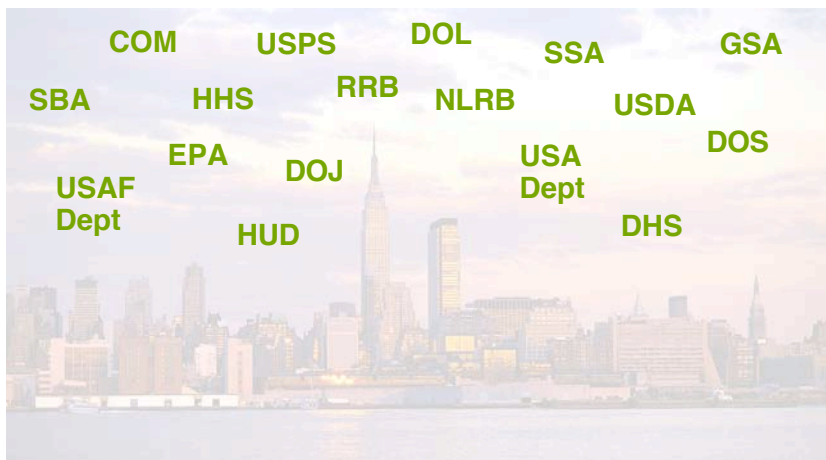 COM
USPS
DOL
SSA
GSA
SBA
HHS
RRB
NLRB
USDA
EPA
DOJ
USA
Dept
DOS
USAF
Dept
HUD
DHS